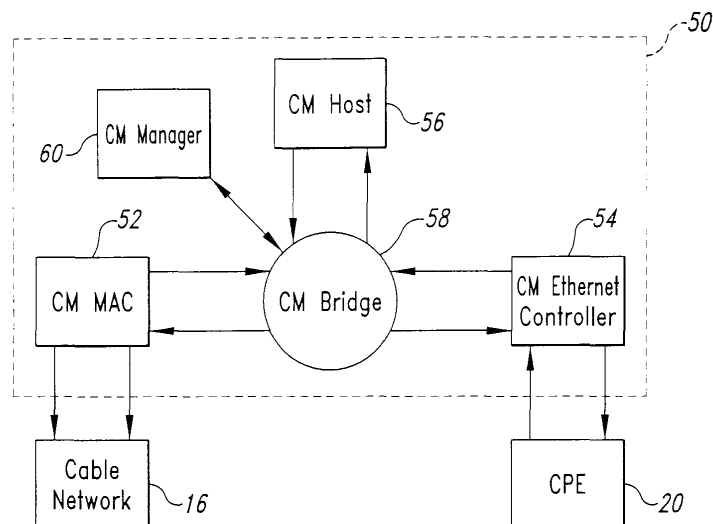 50
CM Host
56
CM Manager
60
52
58
54
CM MAC
CM Bridge
CM Ethernet
Controller
Cable
Network
16
CPE
20